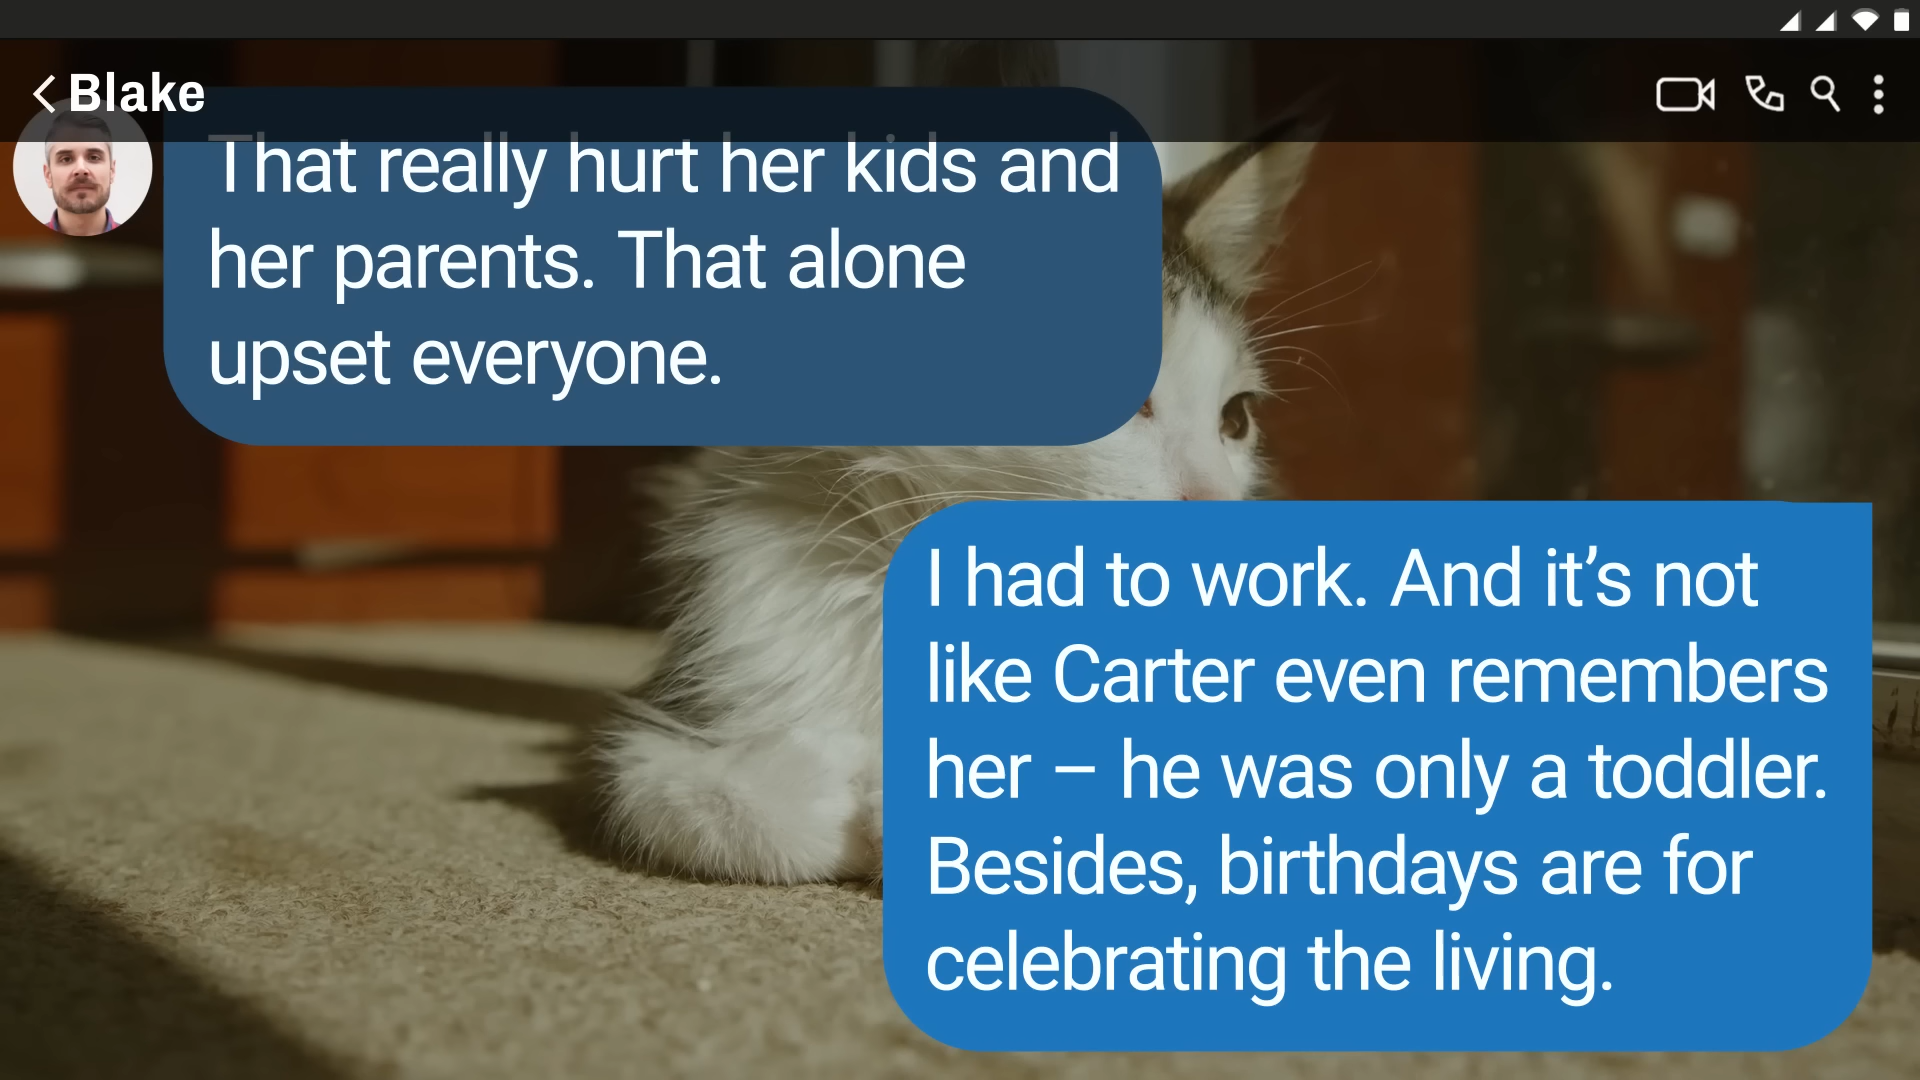 Blake
That really hurt her kids and
her parents. That alone
upset everyone.
I had to work. And it’s not
like Carter even remembers
her – he was only a toddler.
Besides, birthdays are for
celebrating the living.